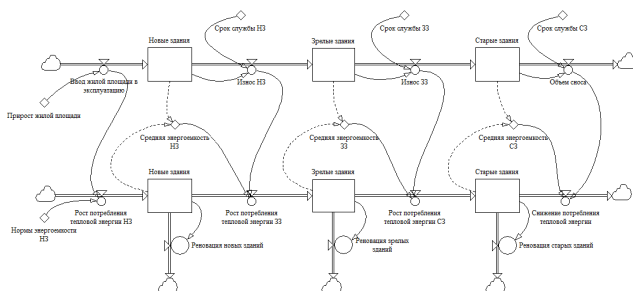 Срок службы НЗ
Срок службы ЗЗ
Срок службы СЗ
Новые здания
Зрелые здания
Старые здания
Ввод жилой площади в
эксплуатацию
Износ НЗ
Износ ЗЗ
Объем сноса
Прирост жилой площади
Средняя энергоемкость
НЗ
Средняя энергоемкость
ЗЗ
Средняя энергоемкость
СЗ
Новые здания
Зрелые здания
Старые здания
Рост потребления
тепловой энергии НЗ
Рост потребления
тепловой энергии ЗЗ
Рост потребления
тепловой энергии СЗ
Снижение потребления
тепловой энергии
Нормы энергоемкости
НЗ
Реновация новых зданий
Реновация зрелых
зданий
Реновация старых зданий